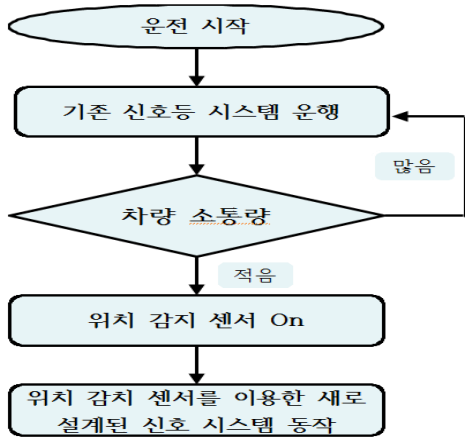 운전 시작
기존 신호등 시스템 운행
많음
차량 소통량
적음
위치 감지 센서 On
위치 감치 센서를 이용한 새로
설계된 신호 시스템 동작